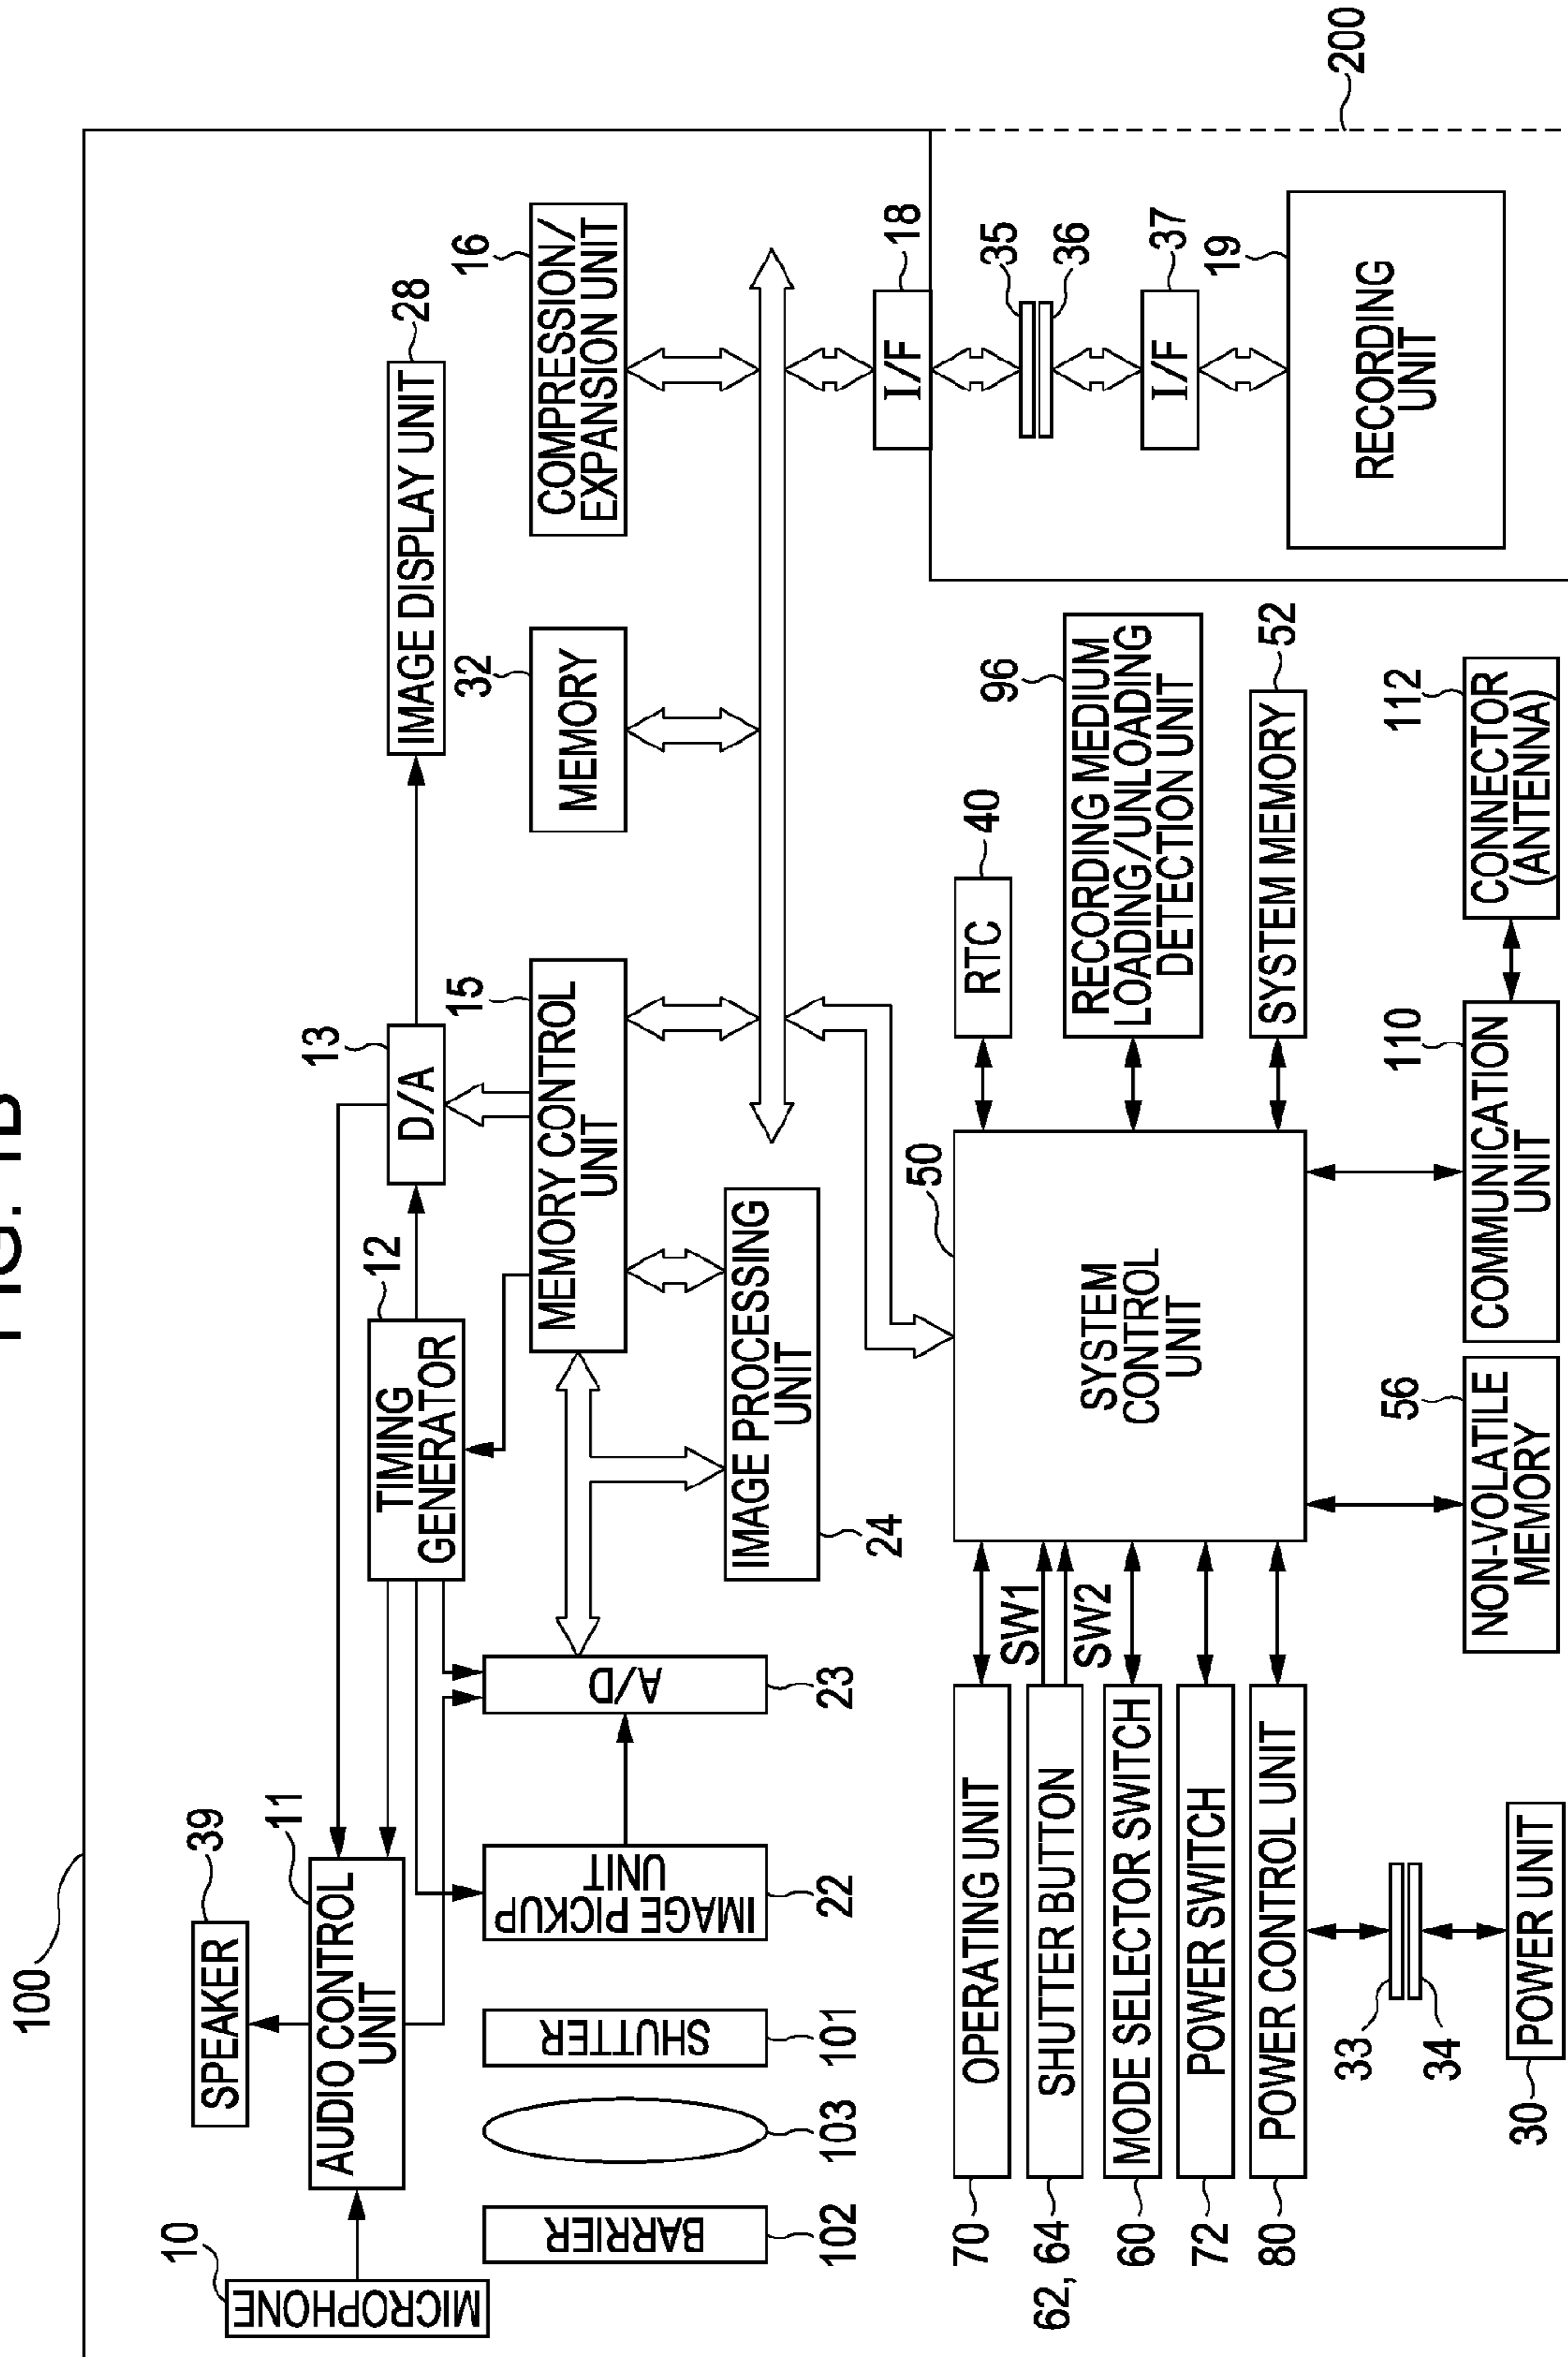 FIG. 1B
100
10
MICROPHONE
SPEAKER
39
AUDIO CONTROL
UNIT
11
TIMING
GENERATOR
12
D/A
13
IMAGE DISPLAY UNIT
28
BARRIER
102
103
SHUTTER
101
IMAGE PICKUP
UNIT
22
A/D
23
MEMORY CONTROL
UNIT
15
MEMORY
32
COMPRESSION/
EXPANSION UNIT
16
IMAGE PROCESSING
UNIT
24
70
OPERATING UNIT
62, 64
SHUTTER BUTTON
SW1
SW2
60
MODE SELECTOR SWITCH
72
POWER SWITCH
80
POWER CONTROL UNIT
33
34
30
POWER UNIT
SYSTEM
CONTROL
UNIT
50
RTC
40
RECORDING MEDIUM
LOADING/UNLOADING
DETECTION UNIT
96
SYSTEM MEMORY
52
NON-VOLATILE
MEMORY
56
COMMUNICATION
UNIT
110
CONNECTOR
(ANTENNA)
112
I/F
18
35
36
I/F
37
RECORDING
UNIT
19
200